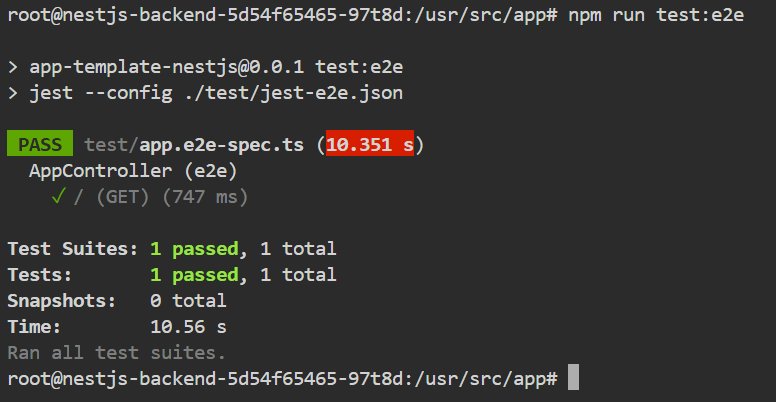 root@nestjs-backend-5d54f65465-97t8d:/usr/src/app# npm run test:e2e
> app-template-nestjs@0.0.1 test:e2e
> jest --config ./test/jest-e2e.json
PASS test/app.e2e-spec.ts (10.351 s)
AppController (e2e)
✓ / (GET) (747 ms)
Test Suites: 1 passed, 1 total
Tests: 1 passed, 1 total
Snapshots: 0 total
Time: 10.56 s
Ran all test suites.
root@nestjs-backend-5d54f65465-97t8d:/usr/src/app#